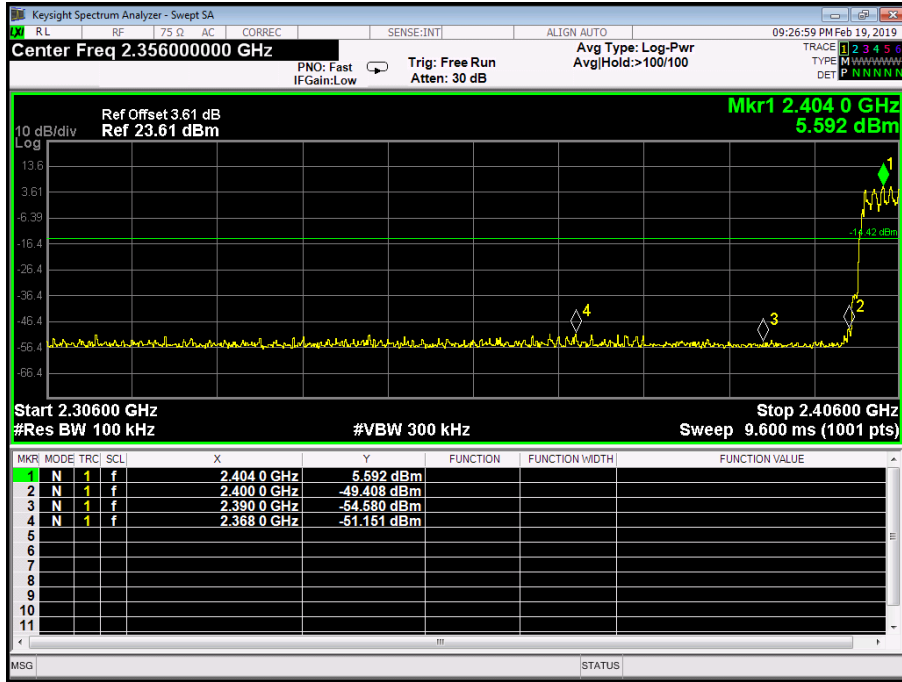 Keysight Spectrum Analyzer - Swept SA
LXI RL RF 75 Ω AC CORREC SENSE:INT ALIGN AUTO 09:26:59 PM Feb 19, 2019
Center Freq 2.356000000 GHz
PNO: Fast
IFGain:Low
Trig: Free Run
Atten: 30 dB
Avg Type: Log-Pwr
Avg|Hold:>100/100
TRACE 1 2 3 4 5 6
TYPE M W W W W W
DET P N N N N N
Mkr1 2.404 0 GHz
5.592 dBm
Ref Offset 3.61 dB
10 dB/div Ref 23.61 dBm
Log
13.6
3.61
-6.39
-16.4
-26.4
-36.4
-46.4
-56.4
-66.4
1
-14.42 dBm
2
3
4
Start 2.30600 GHz Stop 2.40600 GHz
#Res BW 100 kHz #VBW 300 kHz Sweep 9.600 ms (1001 pts)
MKR MODE TRC SCL X Y FUNCTION FUNCTION WIDTH FUNCTION VALUE
1 N 1 f 2.404 0 GHz 5.592 dBm
2 N 1 f 2.400 0 GHz -49.408 dBm
3 N 1 f 2.390 0 GHz -54.580 dBm
4 N 1 f 2.368 0 GHz -51.151 dBm
5
6
7
8
9
10
11
MSG STATUS